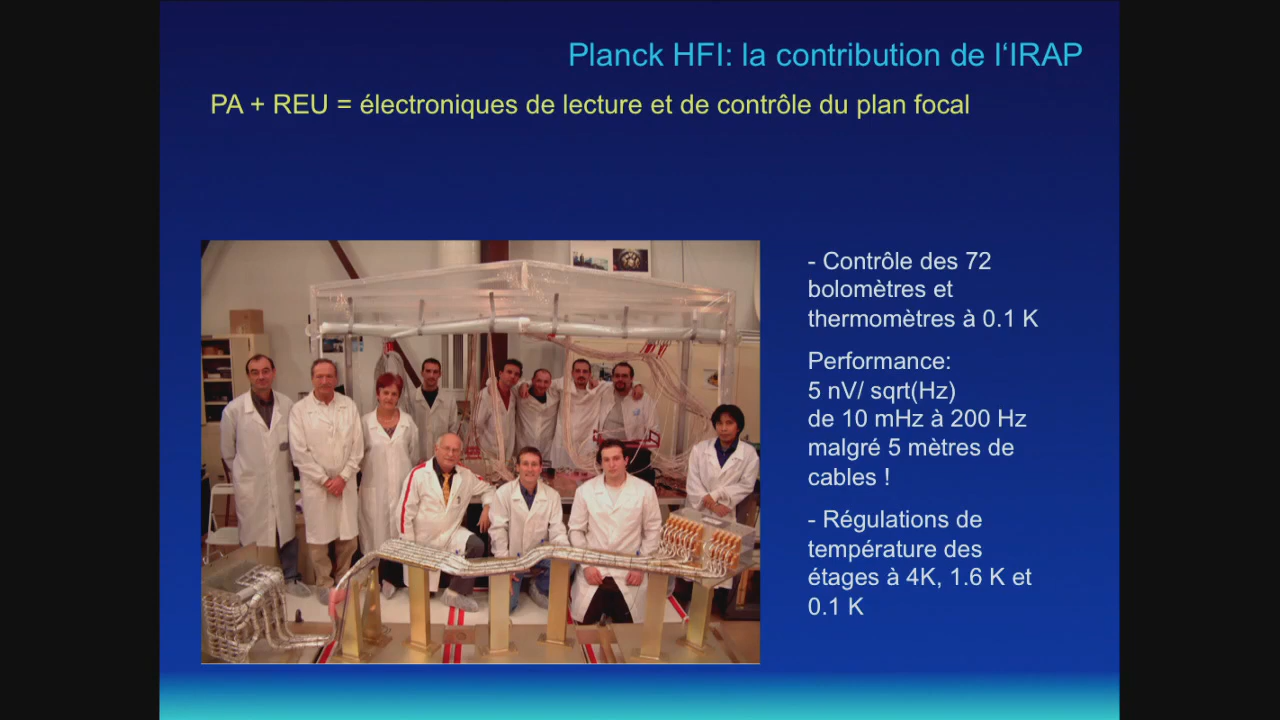 Planck HFI: la contribution de l‘IRAP
PA + REU = électroniques de lecture et de contrôle du plan focal
- Contrôle des 72
bolomètres et
thermomètres à 0.1 K
Performance:
5 nV/ sqrt(Hz)
de 10 mHz à 200 Hz
malgré 5 mètres de
cables !
- Régulations de
température des
étages à 4K, 1.6 K et
0.1 K